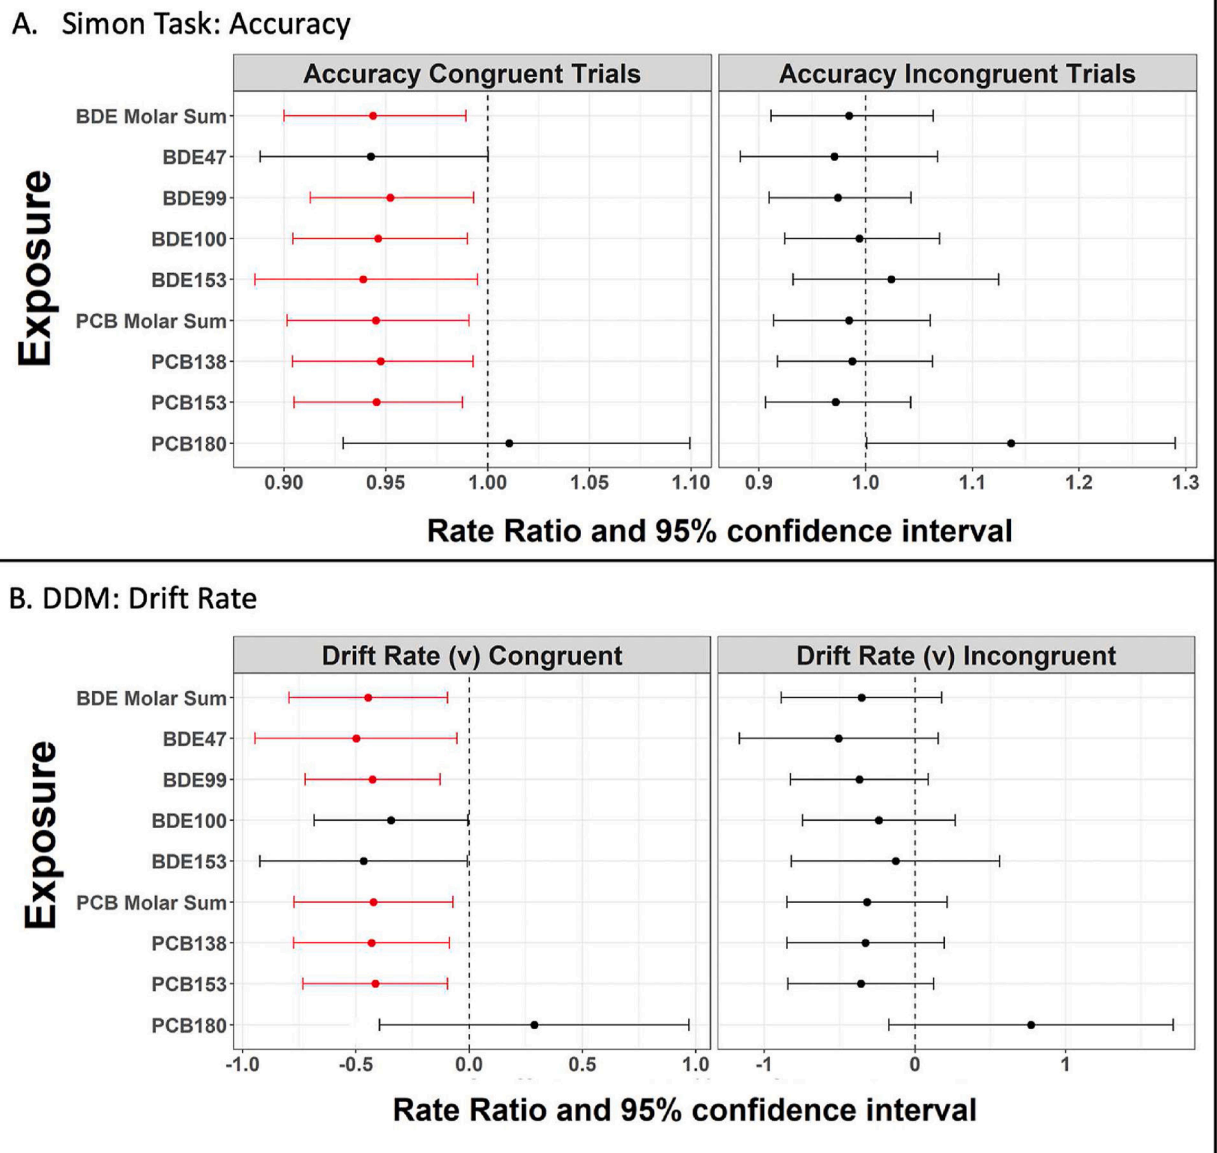 A. Simon Task: Accuracy
Accuracy Congruent Trials
Accuracy Incongruent Trials
Exposure
BDE Molar Sum
BDE47
BDE99
BDE100
BDE153
PCB Molar Sum
PCB138
PCB153
PCB180
0.90 0.95 1.00 1.05 1.10
0.9 1.0 1.1 1.2 1.3
Rate Ratio and 95% confidence interval
B. DDM: Drift Rate
Drift Rate (v) Congruent
Drift Rate (v) Incongruent
Exposure
BDE Molar Sum
BDE47
BDE99
BDE100
BDE153
PCB Molar Sum
PCB138
PCB153
PCB180
-1.0 -0.5 0.0 0.5 1.0
-1 0 1
Rate Ratio and 95% confidence interval